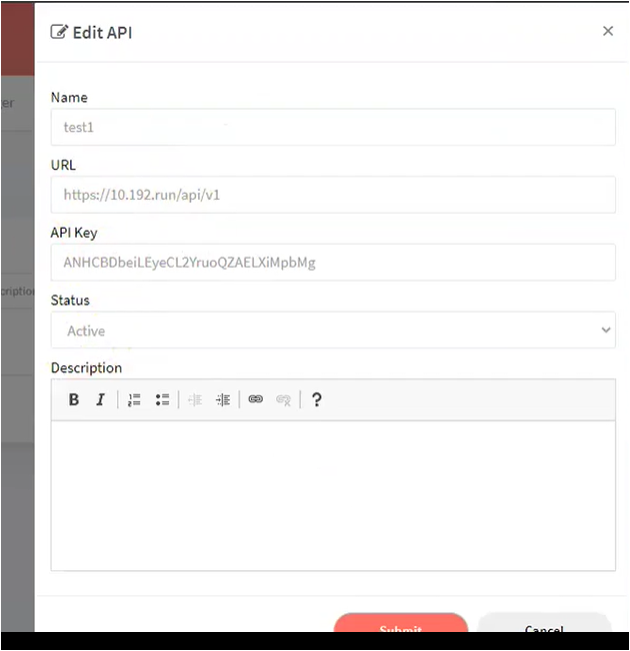 Edit API
×
er
Name
test1
URL
https://10.192.run/api/v1
API Key
ANHCBDbeiLEyeCL2YruoQZAELXiMpbMg
Status
Active
cription
Description
B I ?
Submit Cancel